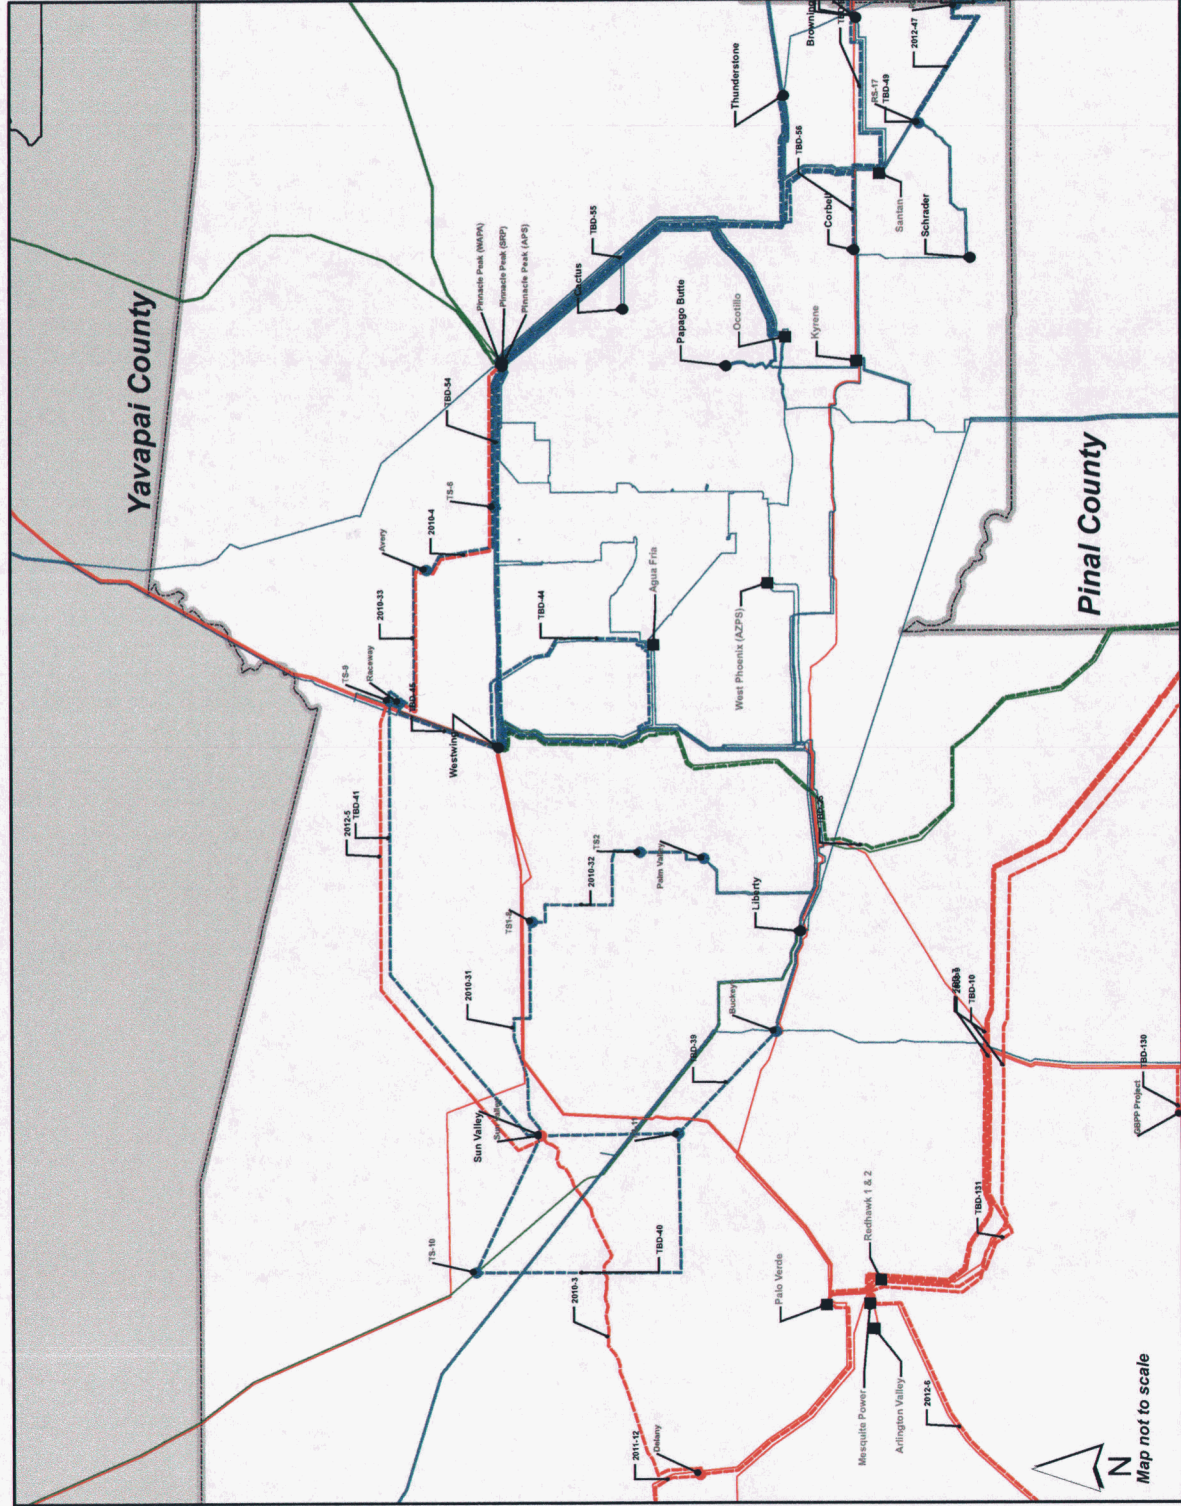 Yavapai County
Pinnacle Peak (WAPA)
Pinnacle Peak (SRP)
Pinnacle Peak (APS)
Thunderstone
Browning
2012-47
RS-17
TBD-49
TBD-56
Corbell
Santan
Schrader
TBD-55
Cactus
Papago Butte
Ocotillo
Kyrene
TBD-54
TS-6
2010-4
Avery
2010-33
TS-9
Raceway
Westwing
TBD-44
Agua Fria
West Phoenix (AZPS)
Pinal County
2012-5
TBD-41
TS2
2010-32
Palm Valley
Liberty
2010-31
Buckey
TBD-39
TBD-10
TBD-130
GBPP Project
Sun Valley
TS-10
TBD-40
2010-3
TBD-131
Redhawk 1 & 2
Palo Verde
2011-12
Delany
Mesquite Power
Arlington Valley
2012-6
N
Map not to scale